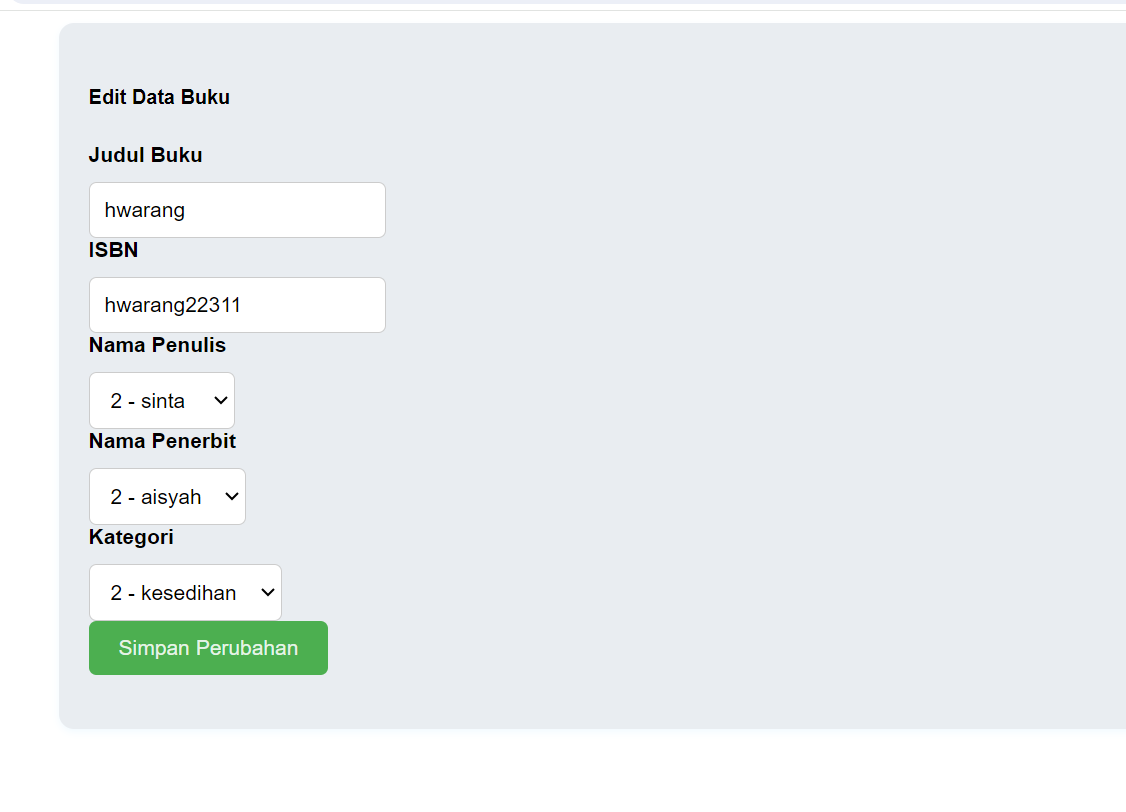 Edit Data Buku
Judul Buku
hwarang
ISBN
hwarang22311
Nama Penulis
2 - sinta
Nama Penerbit
2 - aisyah
Kategori
2 - kesedihan
Simpan Perubahan